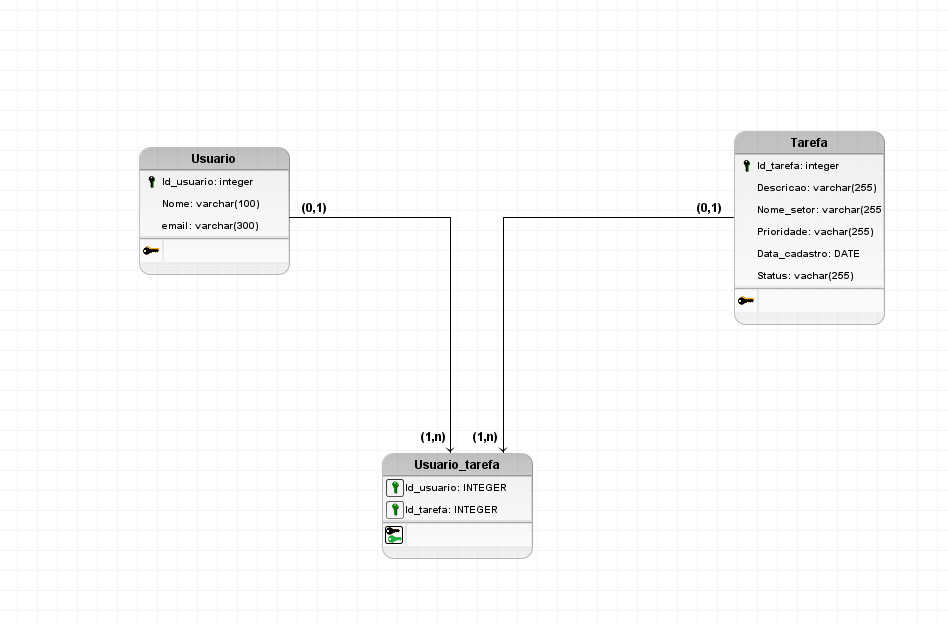 Usuario
Id_usuario: integer
Nome: varchar(100)
email: varchar(300)
(0,1)
(0,1)
Tarefa
Id_tarefa: integer
Descricao: varchar(255)
Nome_setor: varchar(255
Prioridade: vachar(255)
Data_cadastro: DATE
Status: vachar(255)
(1,n)
(1,n)
Usuario_tarefa
Id_usuario: INTEGER
Id_tarefa: INTEGER